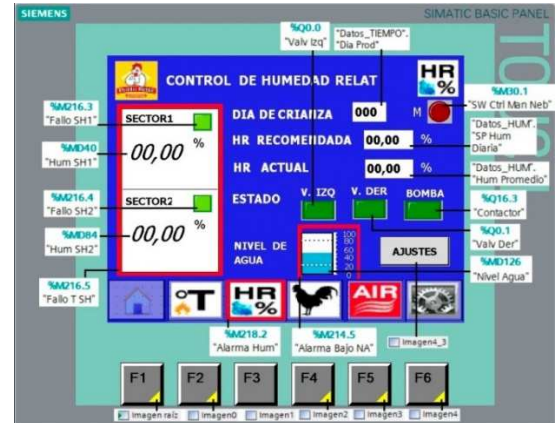 SIEMENS
SIMATIC BASIC PANEL
TOUCH
%Q0.0
"Valv Izq"
"Datos_TIEMPO".
"Dia Prod"
CONTROL DE HUMEDAD RELAT
HR
%
%M216.3
"Fallo SH1"
SECTOR1
DIA DE CRIANZA
000
M
%M30.1
"SW Ctrl Man Neb"
%MD40
"Hum SH1"
00,00 %
HR RECOMENDADA
00,00
%
"Datos_HUM".
"SP Hum
Diaria"
HR ACTUAL
00,00
%
"Datos_HUM".
"Hum Promedio"
%M216.4
"Fallo SH2"
SECTOR2
ESTADO
V. IZQ
V. DER
BOMBA
%Q16.3
"Contactor"
%MD84
"Hum SH2"
00,00 %
%Q0.1
"Valv Der"
NIVEL DE
AGUA
100
80
60
40
20
0
AJUSTES
%MD126
"Nivel Agua"
%M216.5
"Fallo T SH"
°T
HR
%
AIR
%M218.2
"Alarma Hum"
%M214.5
"Alarma Bajo NA"
Imagen4_3
F1
F2
F3
F4
F5
F6
Imagen raíz
Imagen0
Imagen1
Imagen2
Imagen3
Imagen4